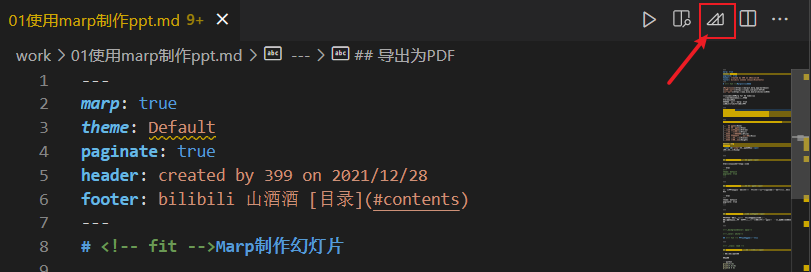 01使用marp制作ppt.md 9+
work > 01使用marp制作ppt.md > abc --- > abc ## 导出为PDF
1 ---
2 marp: true
3 theme: Default
4 paginate: true
5 header: created by 399 on 2021/12/28
6 footer: bilibili 山酒洒 [目录](#contents)
7 ---
8 # <!-- fit -->Marp制作幻灯片
9